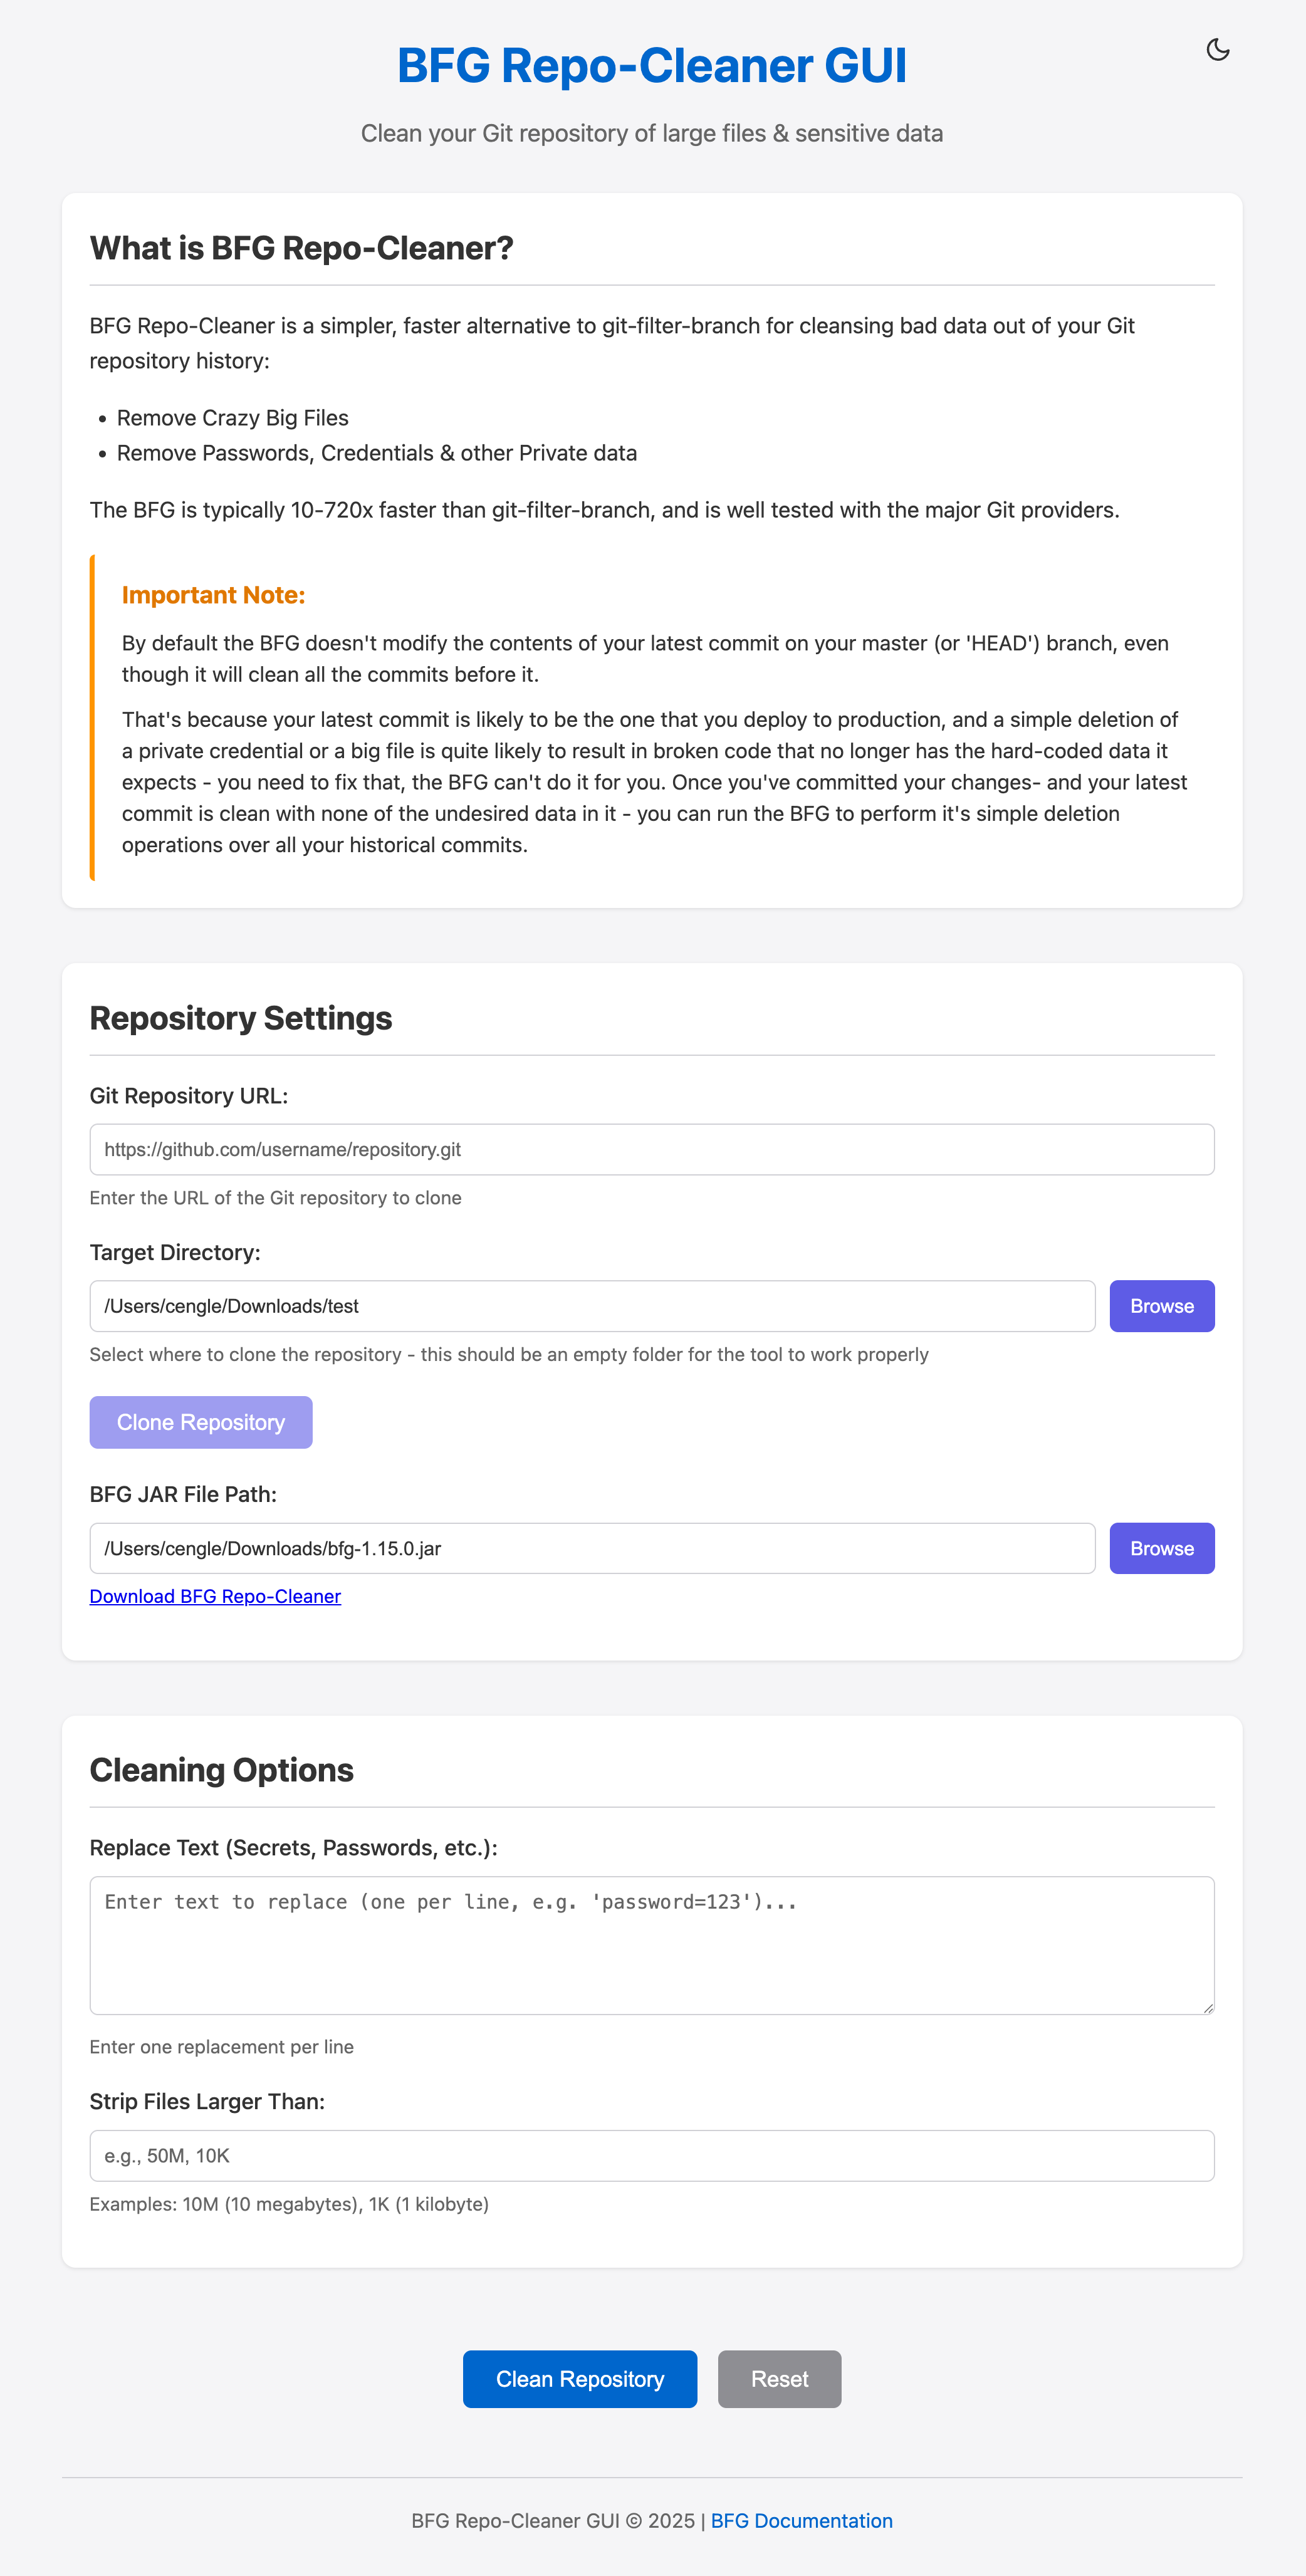 BFG Repo-Cleaner GUI
Clean your Git repository of large files & sensitive data
What is BFG Repo-Cleaner?
BFG Repo-Cleaner is a simpler, faster alternative to git-filter-branch for cleansing bad data out of your Git
repository history:
• Remove Crazy Big Files
• Remove Passwords, Credentials & other Private data
The BFG is typically 10-720x faster than git-filter-branch, and is well tested with the major Git providers.
Important Note:
By default the BFG doesn't modify the contents of your latest commit on your master (or 'HEAD') branch, even
though it will clean all the commits before it.
That's because your latest commit is likely to be the one that you deploy to production, and a simple deletion of
a private credential or a big file is quite likely to result in broken code that no longer has the hard-coded data it
expects - you need to fix that, the BFG can't do it for you. Once you've committed your changes- and your latest
commit is clean with none of the undesired data in it - you can run the BFG to perform it's simple deletion
operations over all your historical commits.
Repository Settings
Git Repository URL:
https://github.com/username/repository.git
Enter the URL of the Git repository to clone
Target Directory:
/Users/cengle/Downloads/test
Browse
Select where to clone the repository - this should be an empty folder for the tool to work properly
Clone Repository
BFG JAR File Path:
/Users/cengle/Downloads/bfg-1.15.0.jar
Browse
Download BFG Repo-Cleaner
Cleaning Options
Replace Text (Secrets, Passwords, etc.):
Enter text to replace (one per line, e.g. 'password=123')...
Enter one replacement per line
Strip Files Larger Than:
e.g., 50M, 10K
Examples: 10M (10 megabytes), 1K (1 kilobyte)
Clean Repository
Reset
BFG Repo-Cleaner GUI © 2025 | BFG Documentation